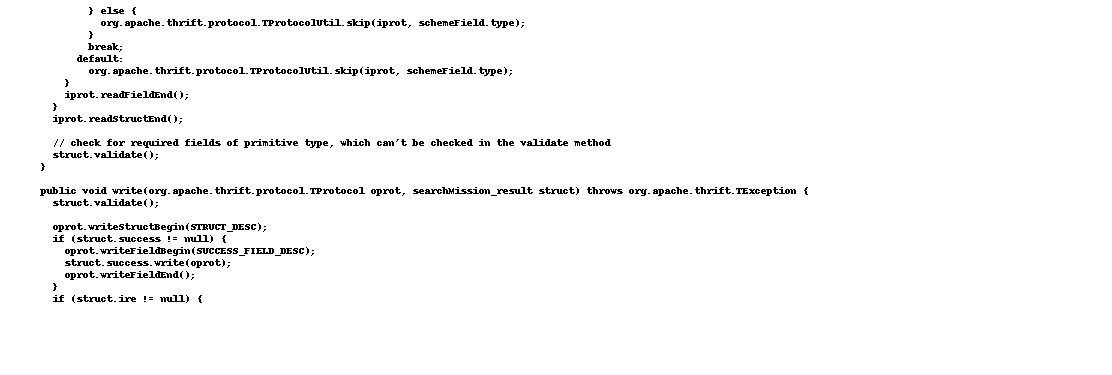 } else {
org.apache.thrift.protocol.TProtocolUtil.skip(iprot, schemeField.type);
}
break;
default:
org.apache.thrift.protocol.TProtocolUtil.skip(iprot, schemeField.type);
}
iprot.readFieldEnd();
}
iprot.readStructEnd();
// check for required fields of primitive type, which can't be checked in the validate method
struct.validate();
}
public void write(org.apache.thrift.protocol.TProtocol oprot, searchMission_result struct) throws org.apache.thrift.TException {
struct.validate();
oprot.writeStructBegin(STRUCT_DESC);
if (struct.success != null) {
oprot.writeFieldBegin(SUCCESS_FIELD_DESC);
struct.success.write(oprot);
oprot.writeFieldEnd();
}
if (struct.ire != null) {